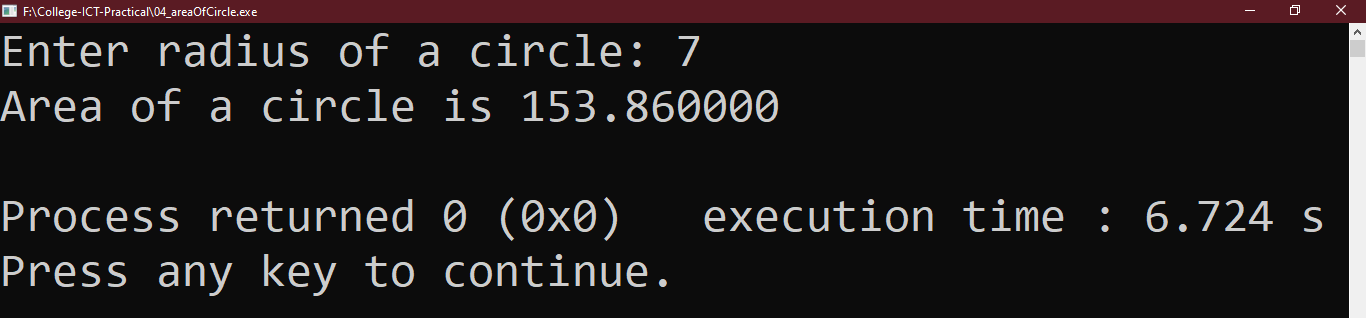 F:\College-ICT-Practical\04_areaOfCircle.exe
Enter radius of a circle: 7
Area of a circle is 153.860000
Process returned 0 (0x0)   execution time : 6.724 s
Press any key to continue.